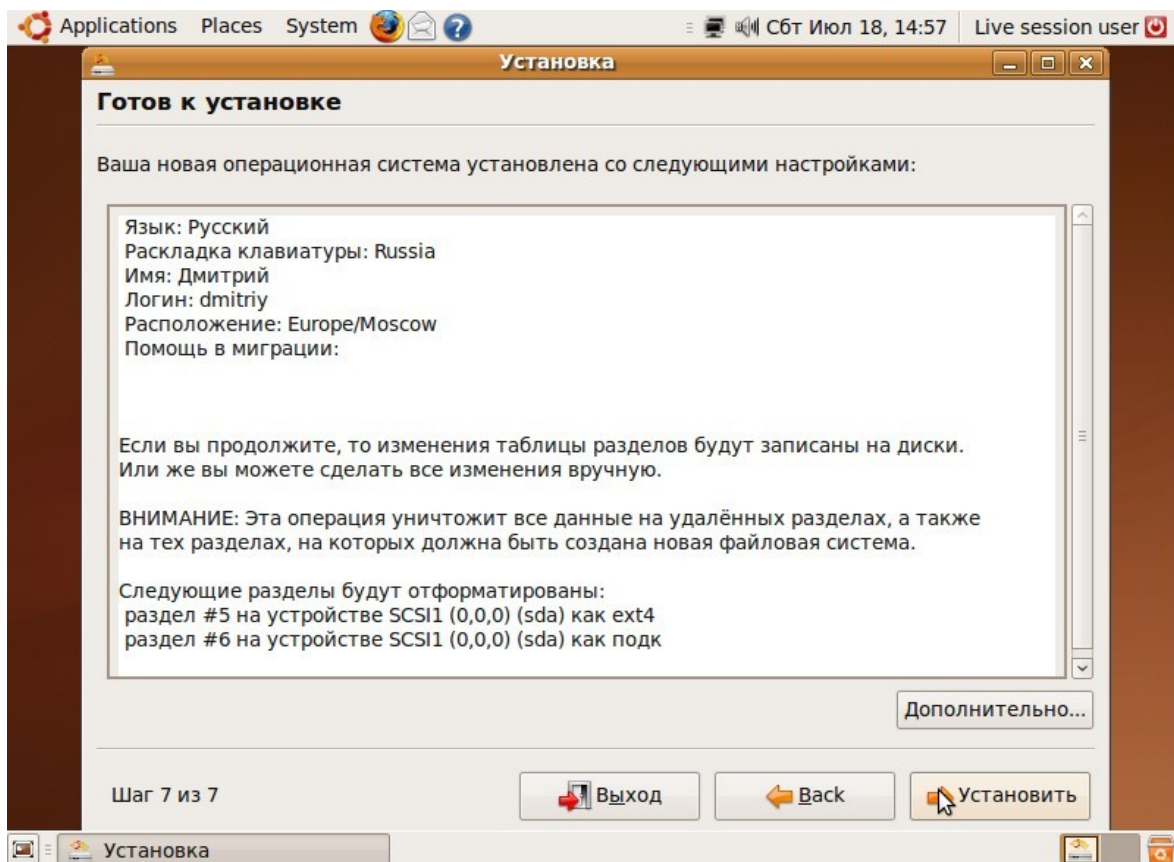 Applications Places System Сбт Июл 18, 14:57 Live session user
Установка
Готов к установке
Ваша новая операционная система установлена со следующими настройками:
Язык: Русский
Раскладка клавиатуры: Russia
Имя: Дмитрий
Логин: dmitriy
Расположение: Europe/Moscow
Помощь в миграции:
Если вы продолжите, то изменения таблицы разделов будут записаны на диски.
Или же вы можете сделать все изменения вручную.
ВНИМАНИЕ: Эта операция уничтожит все данные на удалённых разделах, а также
на тех разделах, на которых должна быть создана новая файловая система.
Следующие разделы будут отформатированы:
раздел #5 на устройстве SCSI1 (0,0,0) (sda) как ext4
раздел #6 на устройстве SCSI1 (0,0,0) (sda) как подк
Дополнительно...
Шаг 7 из 7 Выход Back Установить
Установка